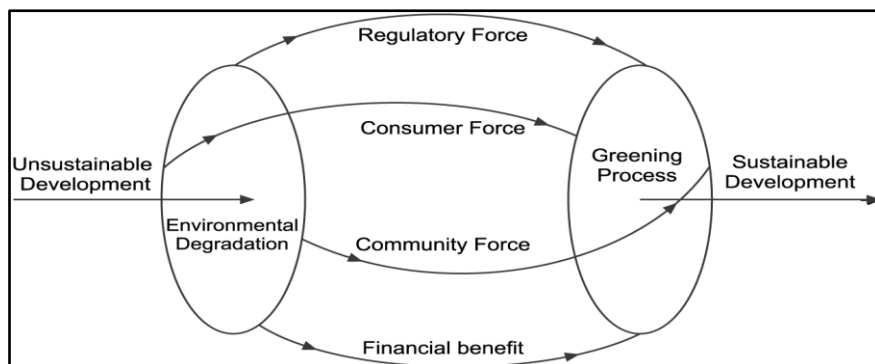 Regulatory Force
Consumer Force
Unsustainable
Development
Greening
Process
Sustainable
Development
Environmental
Degradation
Community Force
Financial benefit